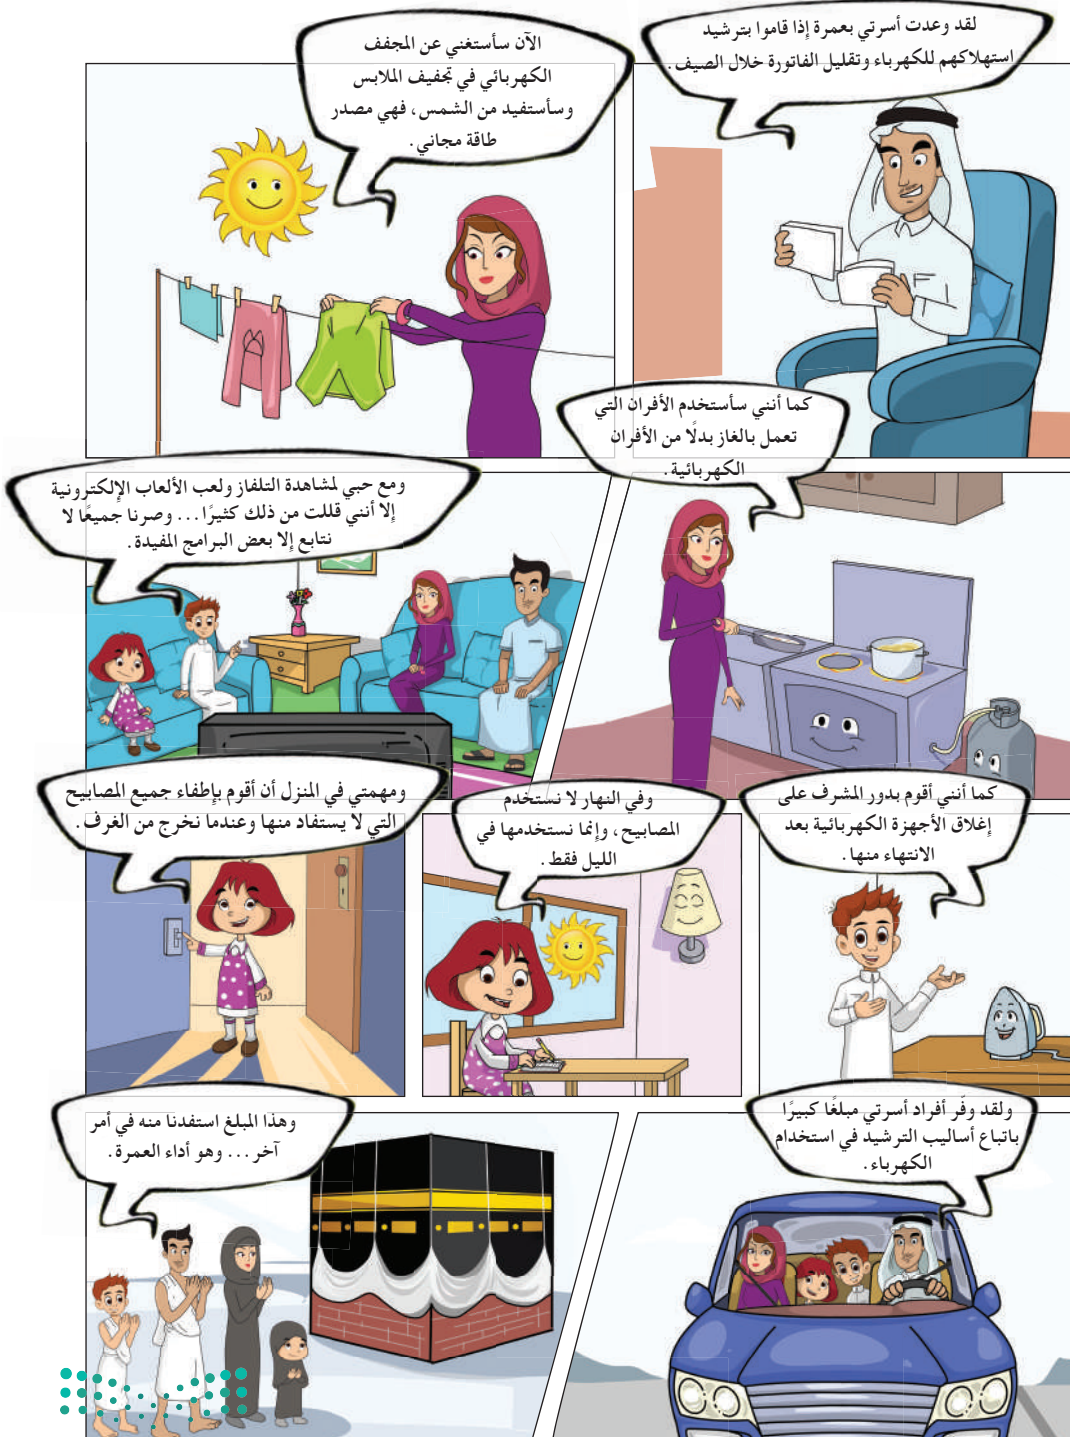 لقد وعدت أسرتي بعمرة إذا قاموا بترشيد
استهلاكهم للكهرباء وتقليل الفاتورة خلال الصيف.
الآن سأستغني عن المجفف
الكهربائي في تجفيف الملابس
وسأستفيد من الشمس، فهي مصدر
طاقة مجاني.
كما أنني سأستخدم الأفران التي
تعمل بالغاز بدلًا من الأفران
الكهربائية.
ومع حبي لمشاهدة التلفاز ولعب الألعاب الإلكترونية
إلا أنني قللت من ذلك كثيرًا... وصرنا جميعًا لا
نتابع إلا بعض البرامج المفيدة.
كما أنني أقوم بدور المشرف على
إغلاق الأجهزة الكهربائية بعد
الانتهاء منها.
وفي النهار لا نستخدم
المصابيح، وإنما نستخدمها في
الليل فقط.
ومهمتي في المنزل أن أقوم بإطفاء جميع المصابيح
التي لا يستفاد منها وعندما نخرج من الغرف.
ولقد وفّر أفراد أسرتي مبلغًا كبيرًا
باتباع أساليب الترشيد في استخدام
الكهرباء.
وهذا المبلغ استفدنا منه في أمر
آخر... وهو أداء العمرة.